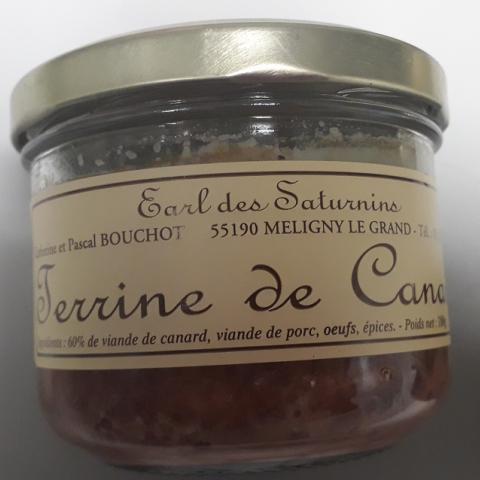 Earl des Saturnins
et Pascal BOUCHOT 55190 MELIGNY LE GRAND - Tél.
Terrine de Cana
: 60% de viande de canard, viande de porc, oeufs, épices. - Poids net :